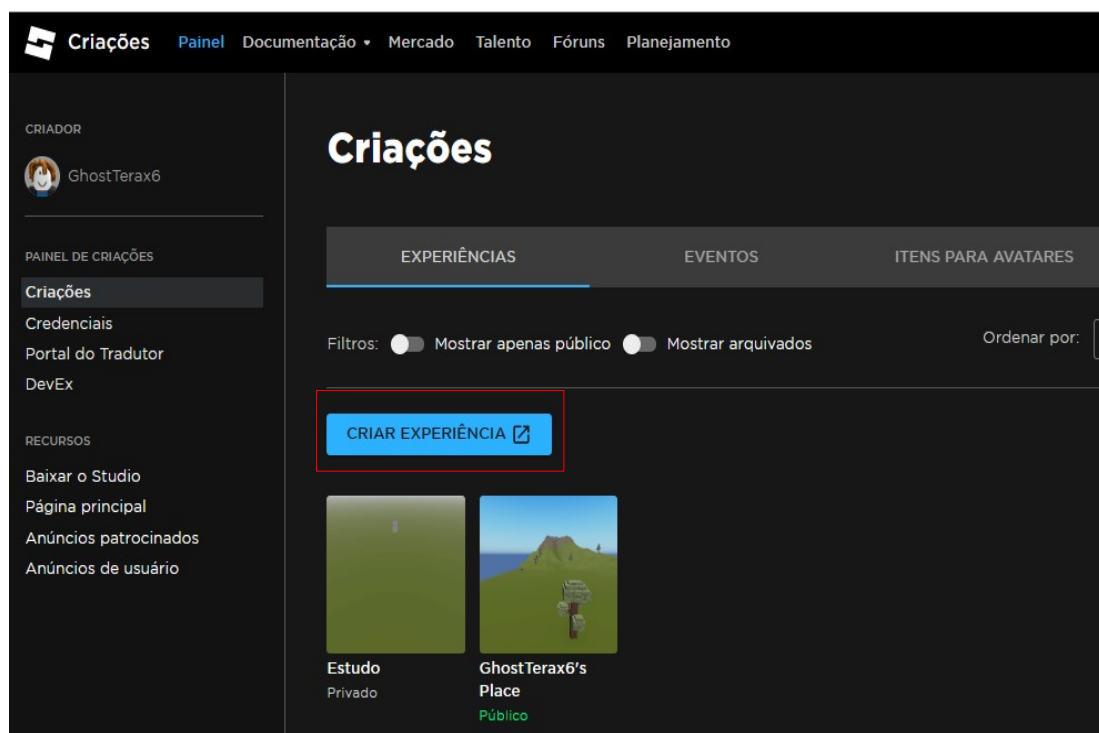 Criações Painel Documentação Mercado Talento Fóruns Planejamento
CRIADOR
GhostTerax6
PAINEL DE CRIAÇÕES
Criações
Credenciais
Portal do Tradutor
DevEx
RECURSOS
Baixar o Studio
Página principal
Anúncios patrocinados
Anúncios de usuário
Criações
EXPERIÊNCIAS EVENTOS ITENS PARA AVATARES
Filtros: Mostrar apenas público Mostrar arquivados Ordenar por:
CRIAR EXPERIÊNCIA
Estudo
Privado
GhostTerax6's
Place
Público